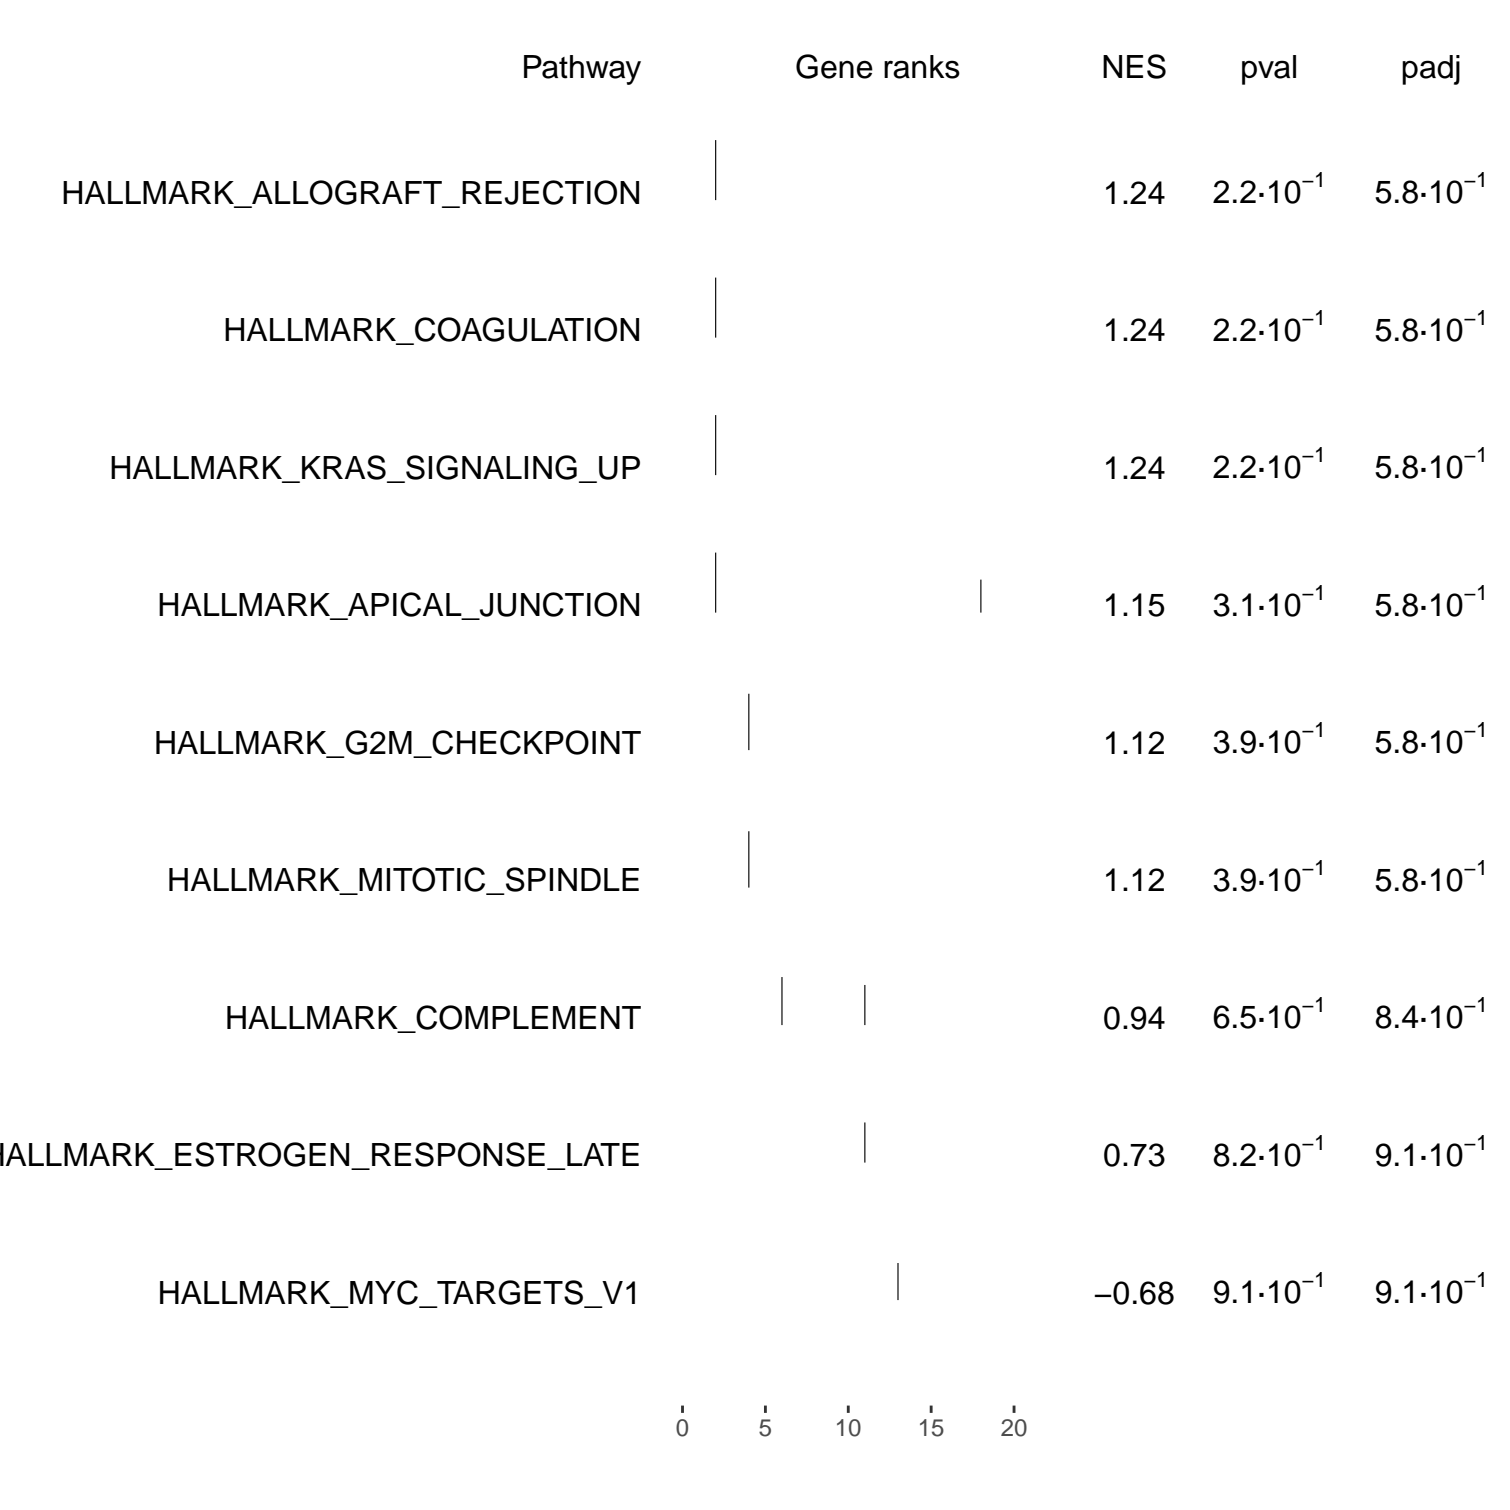 Pathway Gene ranks NES pval padj
HALLMARK_ALLOGRAFT_REJECTION 1.24 2.2·10⁻¹ 5.8·10⁻¹
HALLMARK_COAGULATION 1.24 2.2·10⁻¹ 5.8·10⁻¹
HALLMARK_KRAS_SIGNALING_UP 1.24 2.2·10⁻¹ 5.8·10⁻¹
HALLMARK_APICAL_JUNCTION 1.15 3.1·10⁻¹ 5.8·10⁻¹
HALLMARK_G2M_CHECKPOINT 1.12 3.9·10⁻¹ 5.8·10⁻¹
HALLMARK_MITOTIC_SPINDLE 1.12 3.9·10⁻¹ 5.8·10⁻¹
HALLMARK_COMPLEMENT 0.94 6.5·10⁻¹ 8.4·10⁻¹
HALLMARK_ESTROGEN_RESPONSE_LATE 0.73 8.2·10⁻¹ 9.1·10⁻¹
HALLMARK_MYC_TARGETS_V1 −0.68 9.1·10⁻¹ 9.1·10⁻¹
0 5 10 15 20